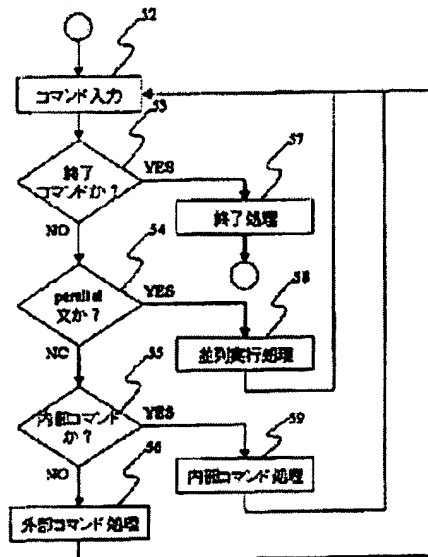 52
コマンド入力
53
終了
コマンドか？
YES
57
終了処理
NO
54
parallel
文か？
YES
58
並列実行処理
NO
55
内部コマンド
か？
YES
59
内部コマンド処理
NO
56
外部コマンド処理